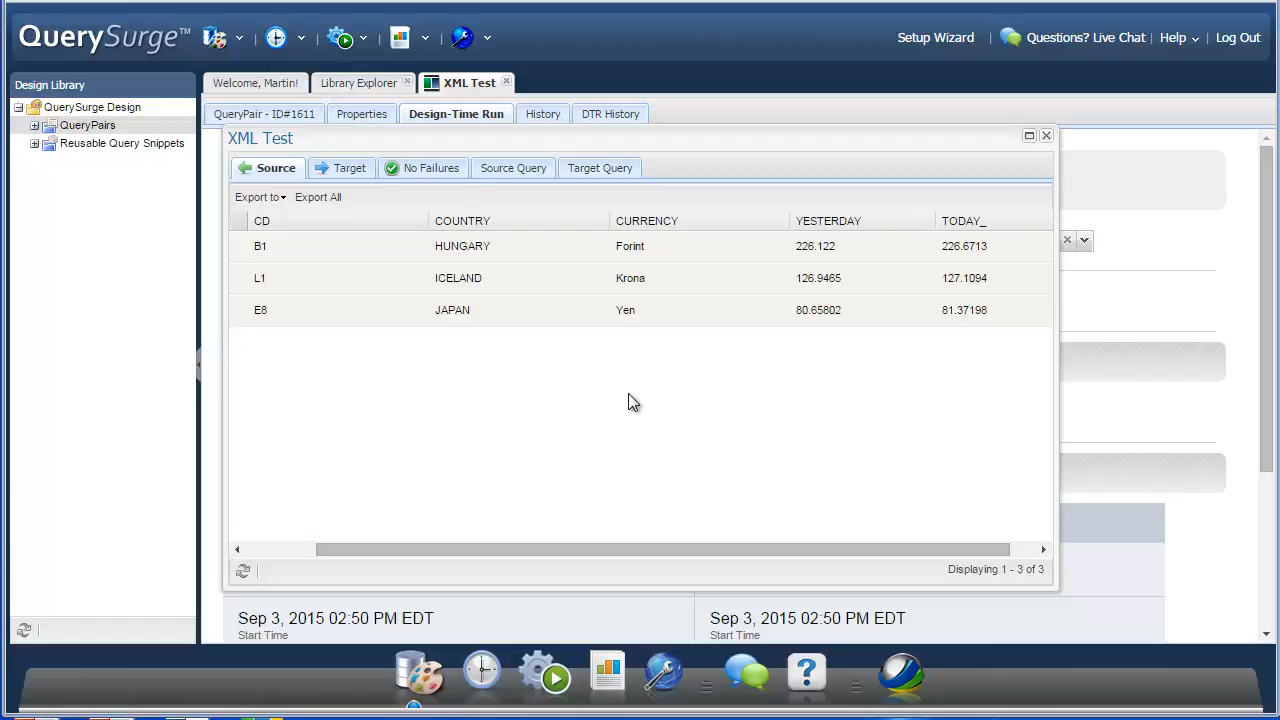 QuerySurge™
Setup Wizard
Questions? Live Chat
Help
Log Out
Design Library
QuerySurge Design
QueryPairs
Reusable Query Snippets
Welcome, Martin!
Library Explorer
XML Test
QueryPair - ID#1611
Properties
Design-Time Run
History
DTR History
XML Test
Source
Target
No Failures
Source Query
Target Query
Export to
Export All
CD COUNTRY CURRENCY YESTERDAY TODAY_
B1 HUNGARY Forint 226.122 226.6713
L1 ICELAND Krona 126.9465 127.1094
E8 JAPAN Yen 80.65802 81.37198
Displaying 1 - 3 of 3
Sep 3, 2015 02:50 PM EDT
Start Time
Sep 3, 2015 02:50 PM EDT
Start Time